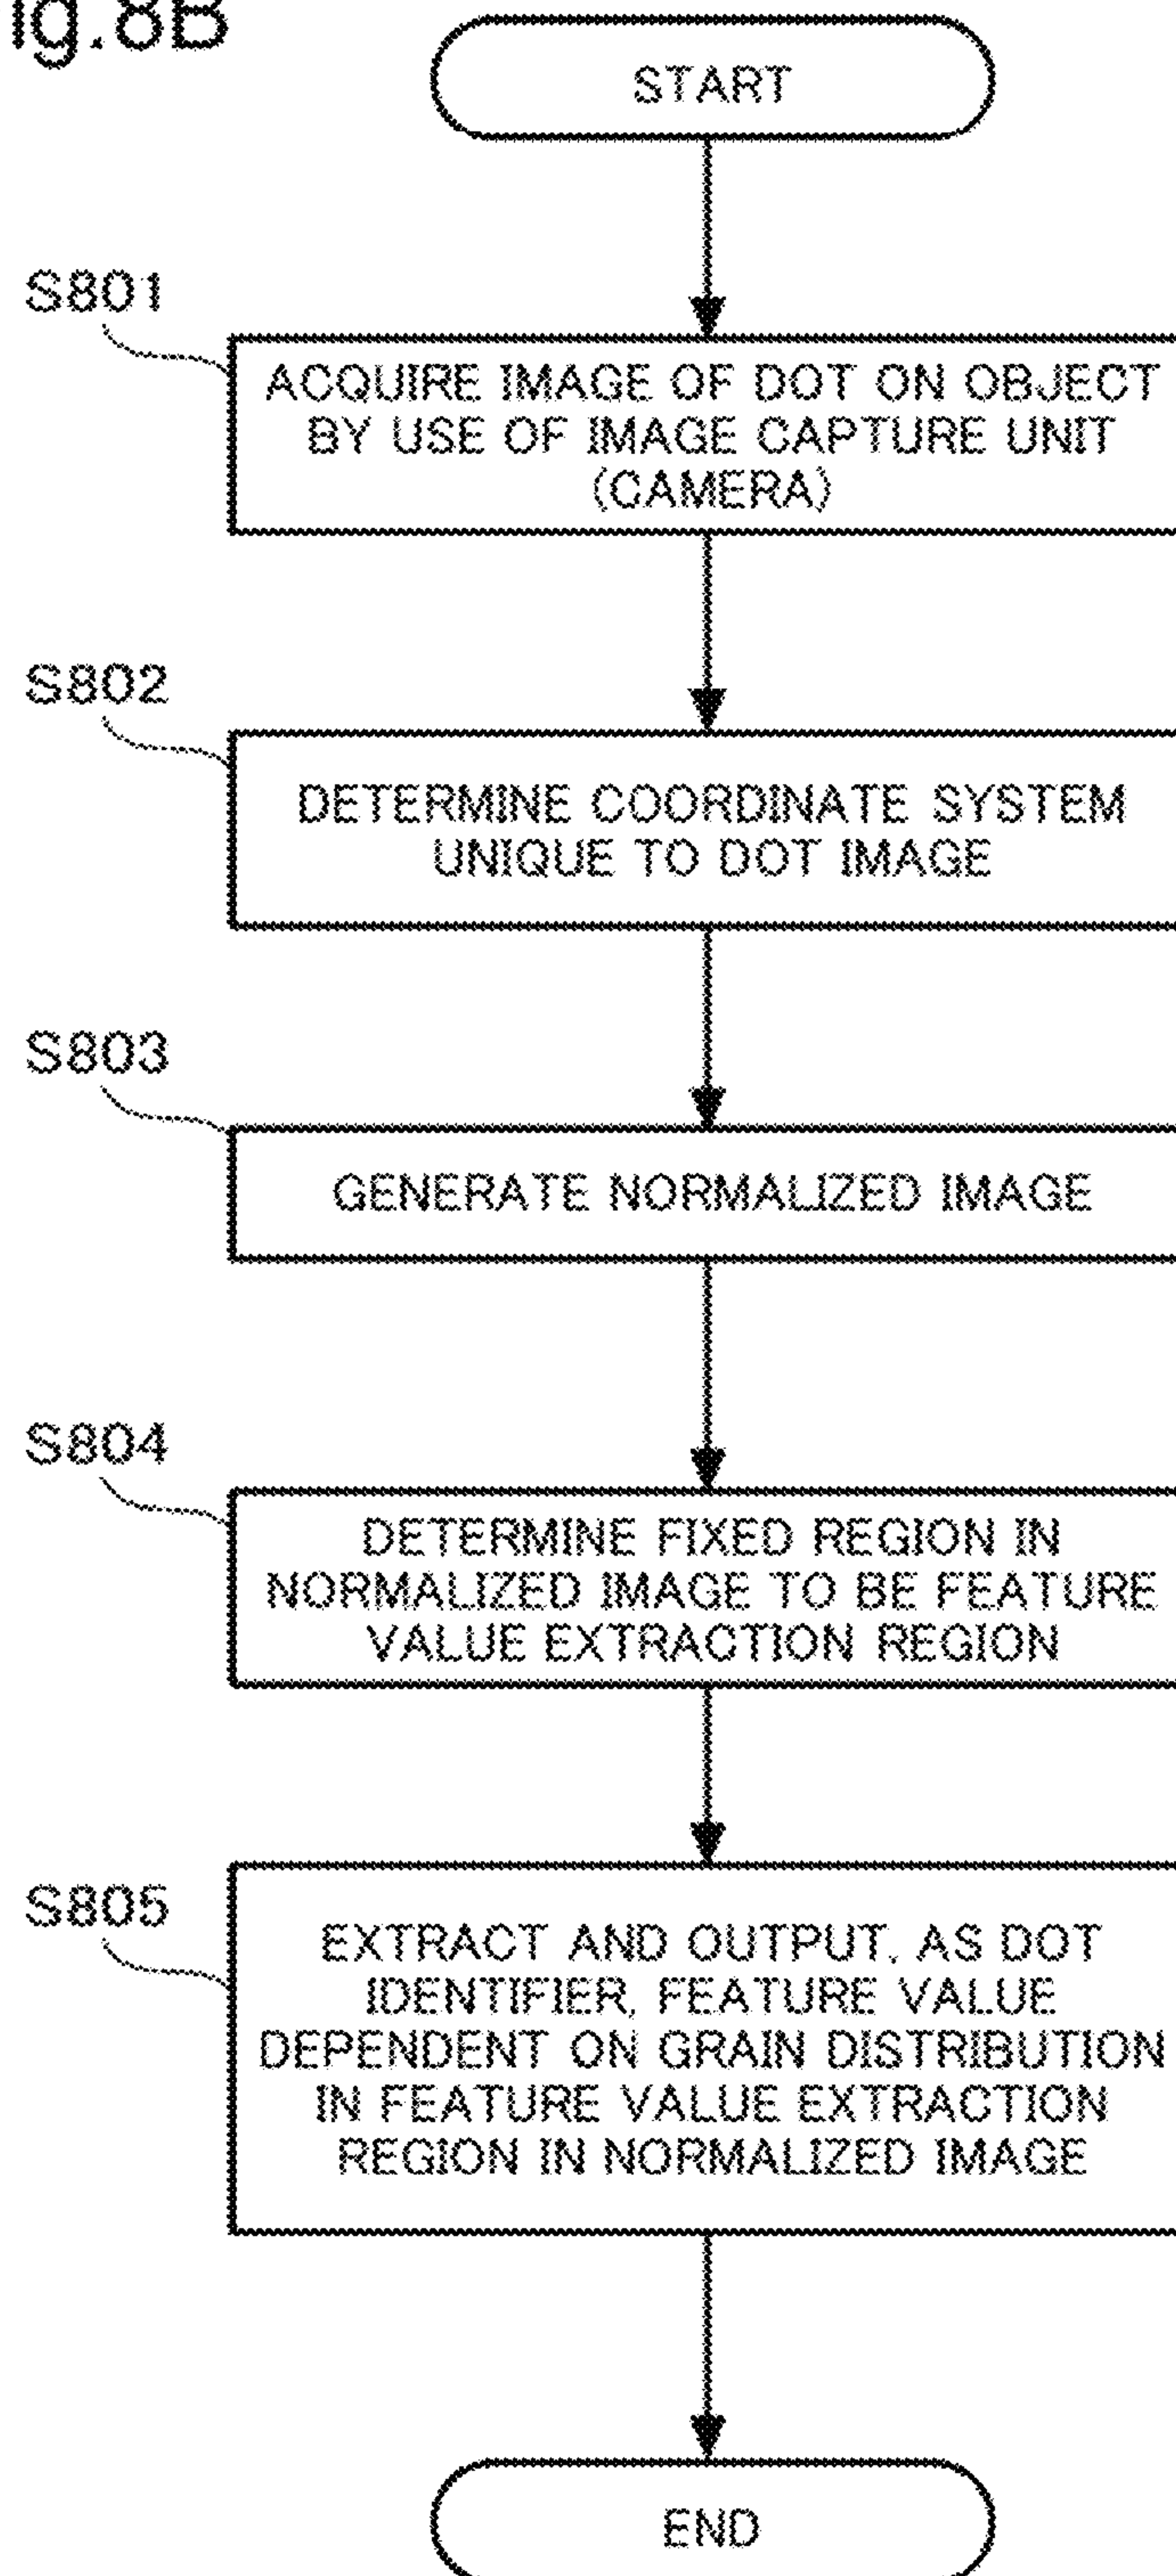 ig.8B
START
S801
ACQUIRE IMAGE OF DOT ON OBJECT
BY USE OF IMAGE CAPTURE UNIT
(CAMERA)
S802
DETERMINE COORDINATE SYSTEM
UNIQUE TO DOT IMAGE
S803
GENERATE NORMALIZED IMAGE
S804
DETERMINE FIXED REGION IN
NORMALIZED IMAGE TO BE FEATURE
VALUE EXTRACTION REGION
S805
EXTRACT AND OUTPUT, AS DOT
IDENTIFIER, FEATURE VALUE
DEPENDENT ON GRAIN DISTRIBUTION
IN FEATURE VALUE EXTRACTION
REGION IN NORMALIZED IMAGE
END